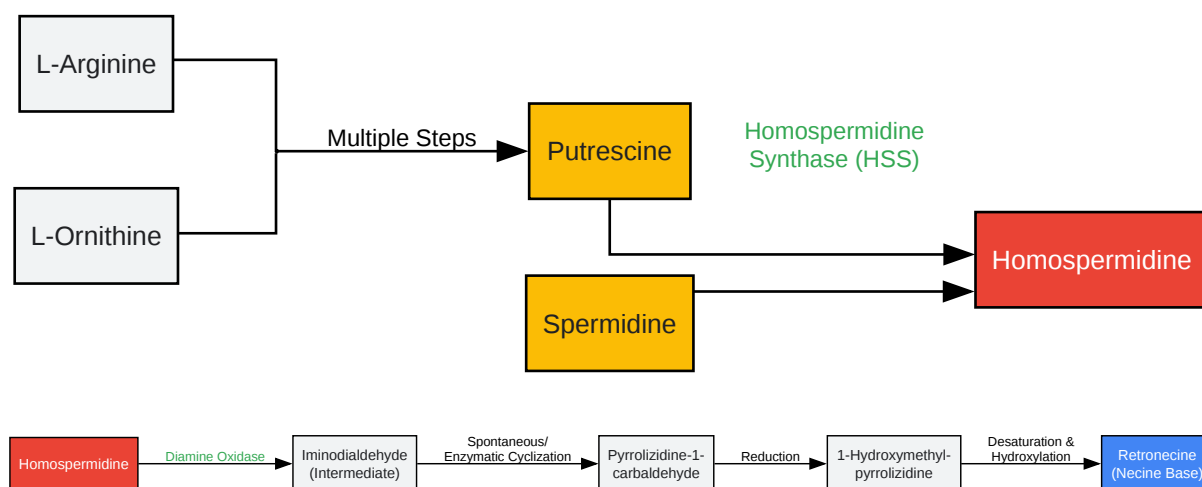 L-Arginine
L-Ornithine
Multiple Steps
Putrescine
Spermidine
Homospermidine
Synthase (HSS)
Homospermidine
Homospermidine
Diamine Oxidase
Iminodialdehyde
(Intermediate)
Spontaneous/
Enzymatic Cyclization
Pyrrolizidine-1-
carbaldehyde
Reduction
1-Hydroxymethyl-
pyrrolizidine
Desaturation &
Hydroxylation
Retronecine
(Necine Base)